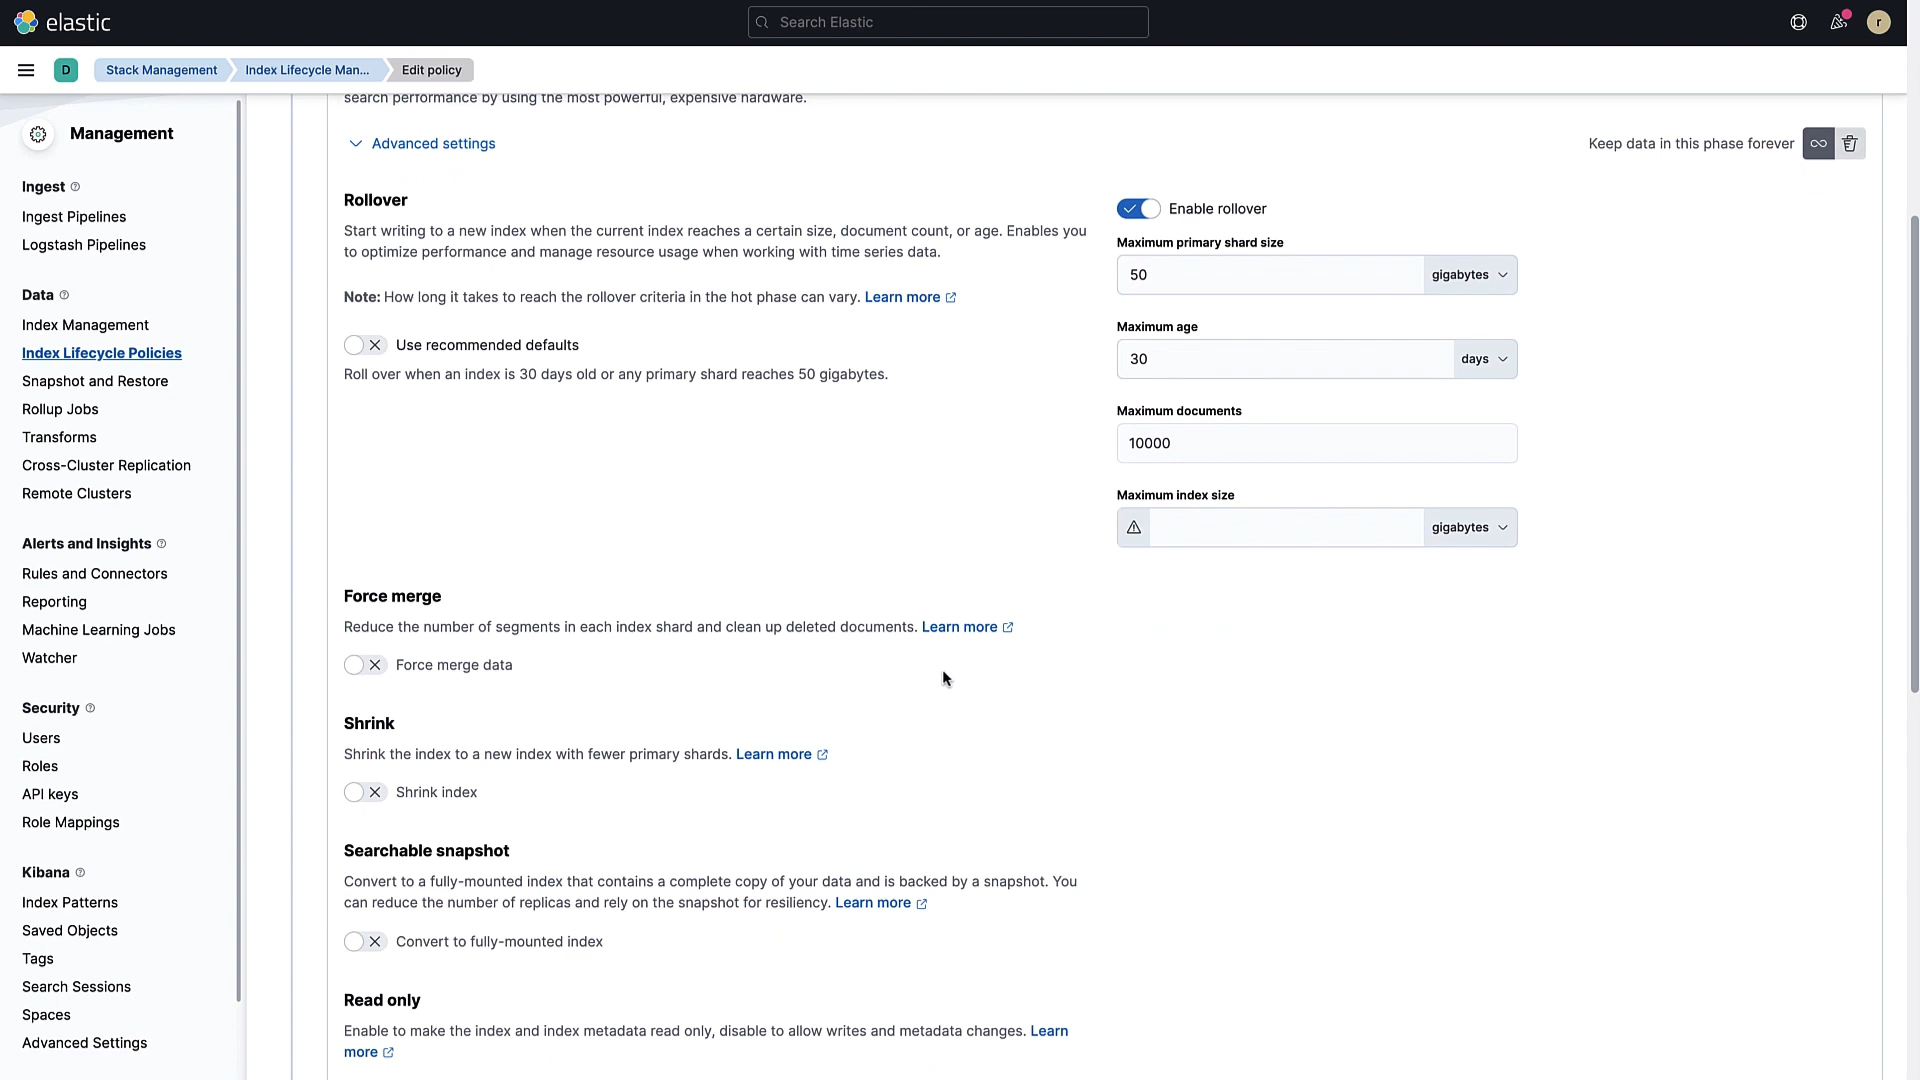 elastic
Search Elastic
r
D
Stack Management
Index Lifecycle Man...
Edit policy
Management
Ingest
Ingest Pipelines
Logstash Pipelines
Data
Index Management
Index Lifecycle Policies
Snapshot and Restore
Rollup Jobs
Transforms
Cross-Cluster Replication
Remote Clusters
Alerts and Insights
Rules and Connectors
Reporting
Machine Learning Jobs
Watcher
Security
Users
Roles
API keys
Role Mappings
Kibana
Index Patterns
Saved Objects
Tags
Search Sessions
Spaces
Advanced Settings
search performance by using the most powerful, expensive hardware.
Advanced settings
Keep data in this phase forever
Rollover
Start writing to a new index when the current index reaches a certain size, document count, or age. Enables you
to optimize performance and manage resource usage when working with time series data.
Note: How long it takes to reach the rollover criteria in the hot phase can vary. Learn more
Use recommended defaults
Roll over when an index is 30 days old or any primary shard reaches 50 gigabytes.
Enable rollover
Maximum primary shard size
50
gigabytes
Maximum age
30
days
Maximum documents
10000
Maximum index size
gigabytes
Force merge
Reduce the number of segments in each index shard and clean up deleted documents. Learn more
Force merge data
Shrink
Shrink the index to a new index with fewer primary shards. Learn more
Shrink index
Searchable snapshot
Convert to a fully-mounted index that contains a complete copy of your data and is backed by a snapshot. You
can reduce the number of replicas and rely on the snapshot for resiliency. Learn more
Convert to fully-mounted index
Read only
Enable to make the index and index metadata read only, disable to allow writes and metadata changes. Learn
more